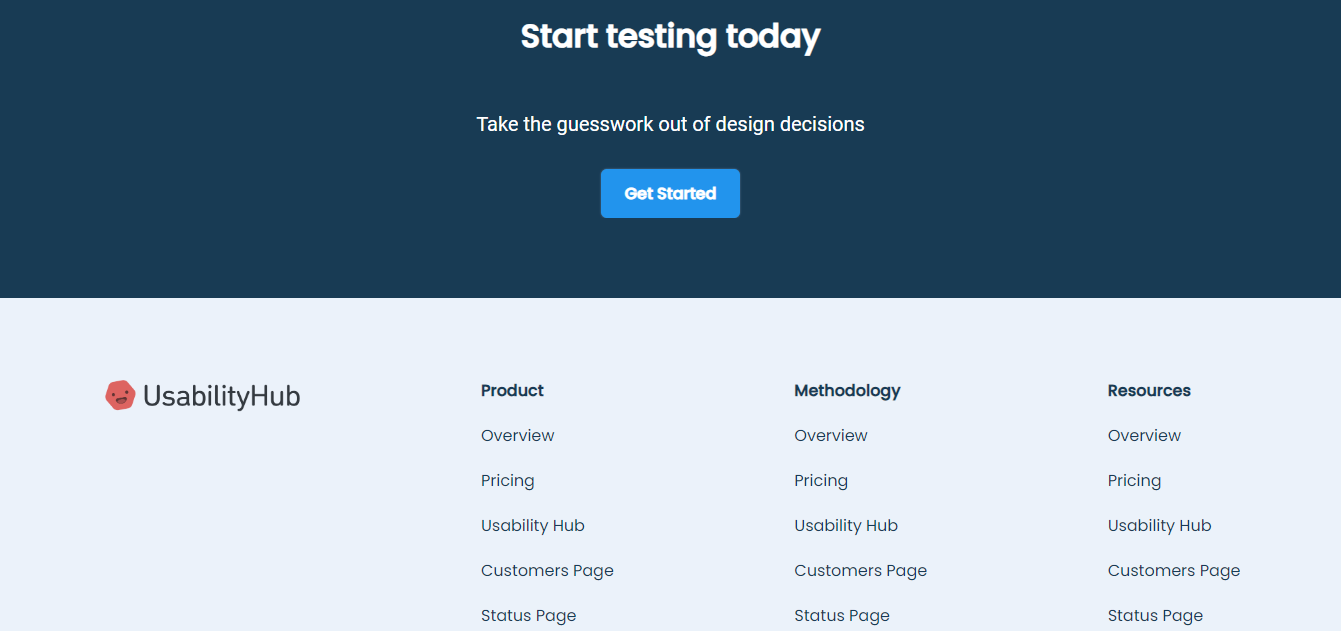 Start testing today
Take the guesswork out of design decisions
Get Started
UsabilityHub
Product
Overview
Pricing
Usability Hub
Customers Page
Status Page
Methodology
Overview
Pricing
Usability Hub
Customers Page
Status Page
Resources
Overview
Pricing
Usability Hub
Customers Page
Status Page